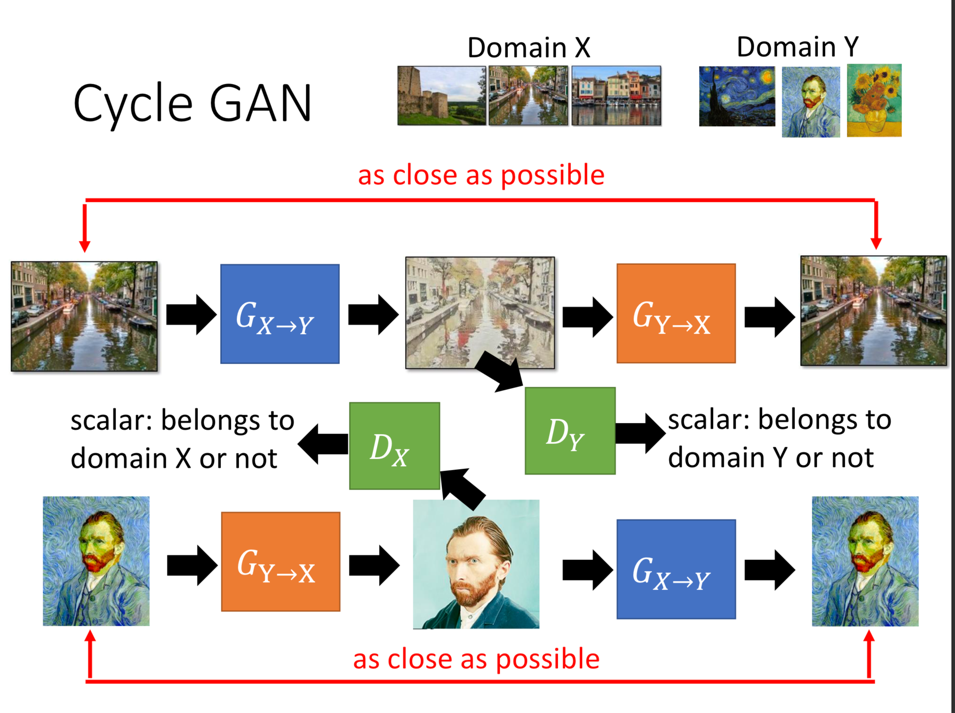 Domain X
Domain Y
Cycle GAN
as close as possible
G_{X→Y}
G_{Y→X}
scalar: belongs to
domain X or not
D_X
D_Y
scalar: belongs to
domain Y or not
G_{Y→X}
G_{X→Y}
as close as possible